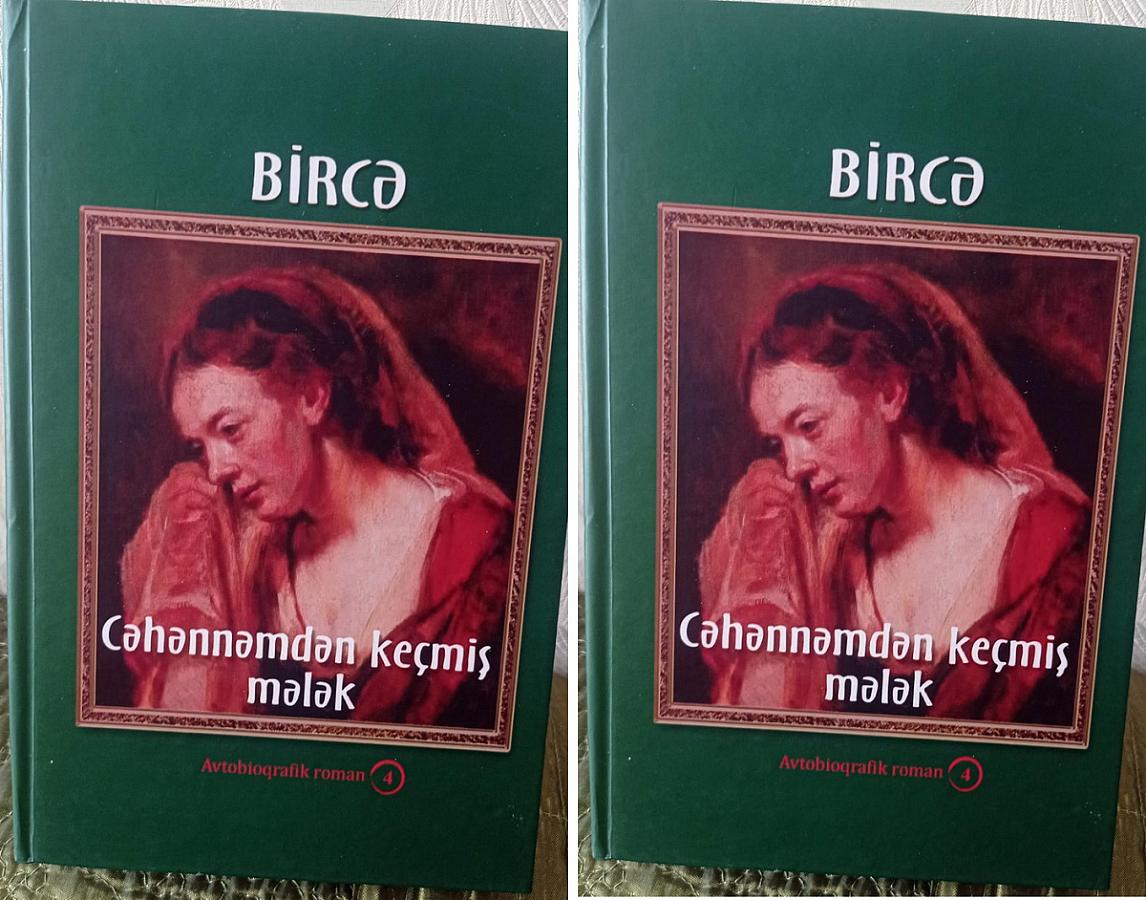 BİRCƏ
Cəhənnəmdən keçmiş
mələk
Avtobioqrafik roman 4
BİRCƏ
Cəhənnəmdən keçmiş
mələk
Avtobioqrafik roman 4